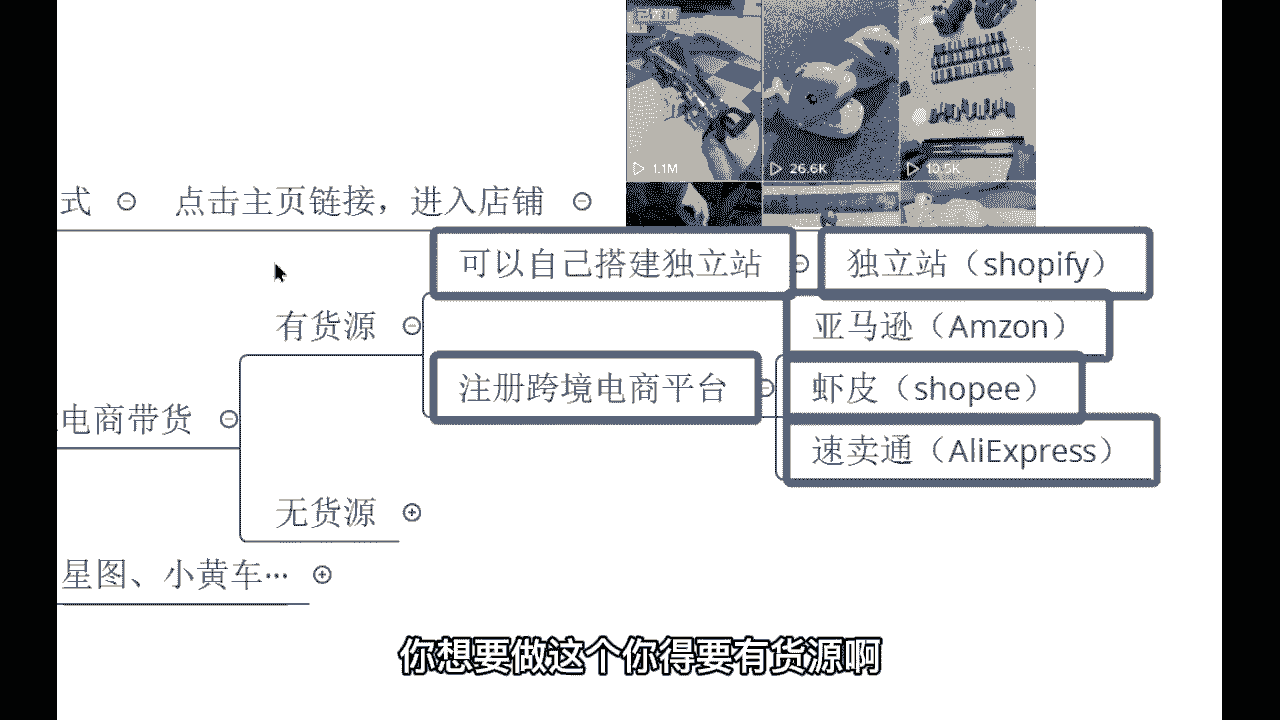 已置顶
1.1M
26.6K
10.5K
式
点击主页链接，进入店铺
可以自己搭建独立站
独立站（shopify）
有货源
亚马逊（Amzon）
注册跨境电商平台
虾皮（shopee）
电商带货
速卖通（AliExpress）
无货源
星图、小黄车…
你想要做这个你得要有货源啊